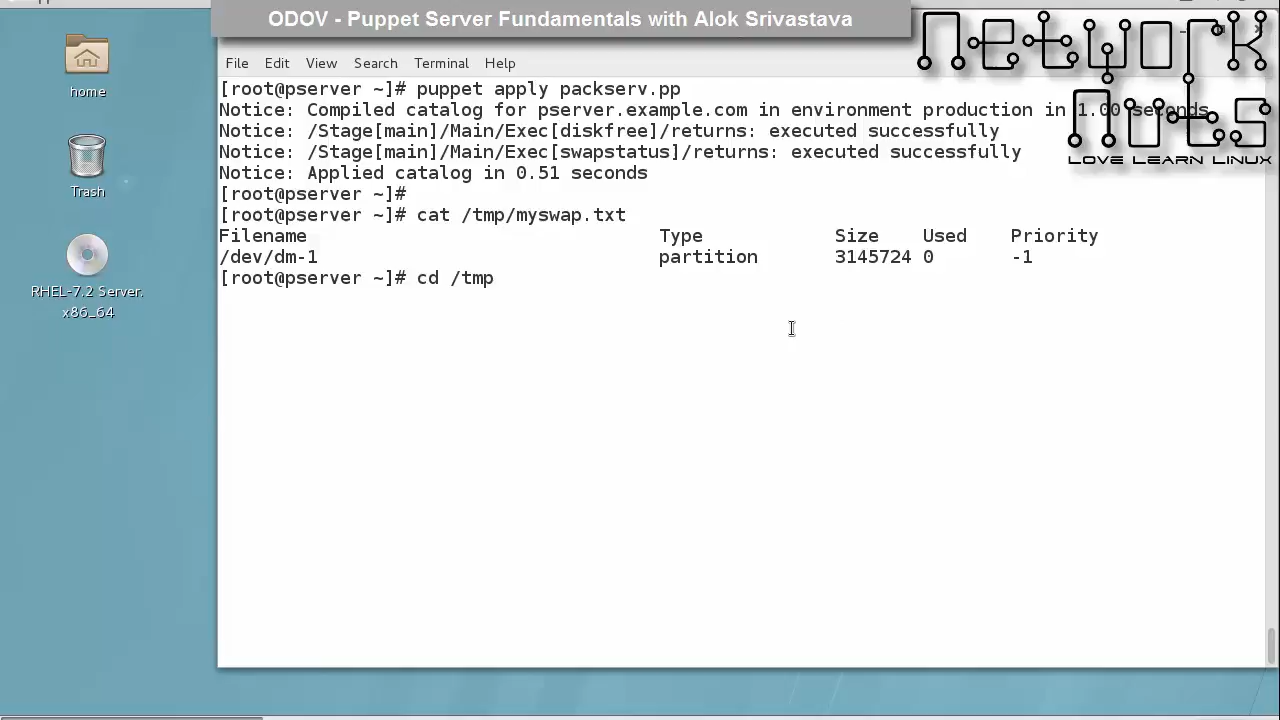 ODOV - Puppet Server Fundamentals with Alok Srivastava
Network
Nuts
LOVE LEARN LINUX
File Edit View Search Terminal Help
home
Trash
RHEL-7.2 Server.
x86_64
[root@pserver ~]# puppet apply packserv.pp
Notice: Compiled catalog for pserver.example.com in environment production in 1.00 seconds
Notice: /Stage[main]/Main/Exec[diskfree]/returns: executed successfully
Notice: /Stage[main]/Main/Exec[swapstatus]/returns: executed successfully
Notice: Applied catalog in 0.51 seconds
[root@pserver ~]#
[root@pserver ~]# cat /tmp/myswap.txt
Filename Type Size Used Priority
/dev/dm-1 partition 3145724 0 -1
[root@pserver ~]# cd /tmp